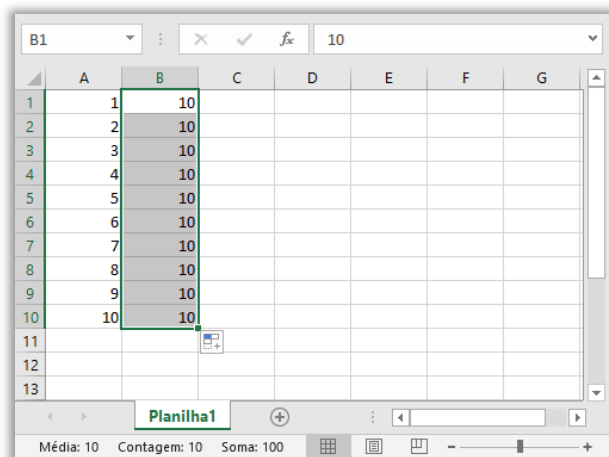 B1 fx 10
A B C D E F G
1 1 10
2 2 10
3 3 10
4 4 10
5 5 10
6 6 10
7 7 10
8 8 10
9 9 10
10 10 10
11
12
13
Planilha1
Média: 10 Contagem: 10 Soma: 100